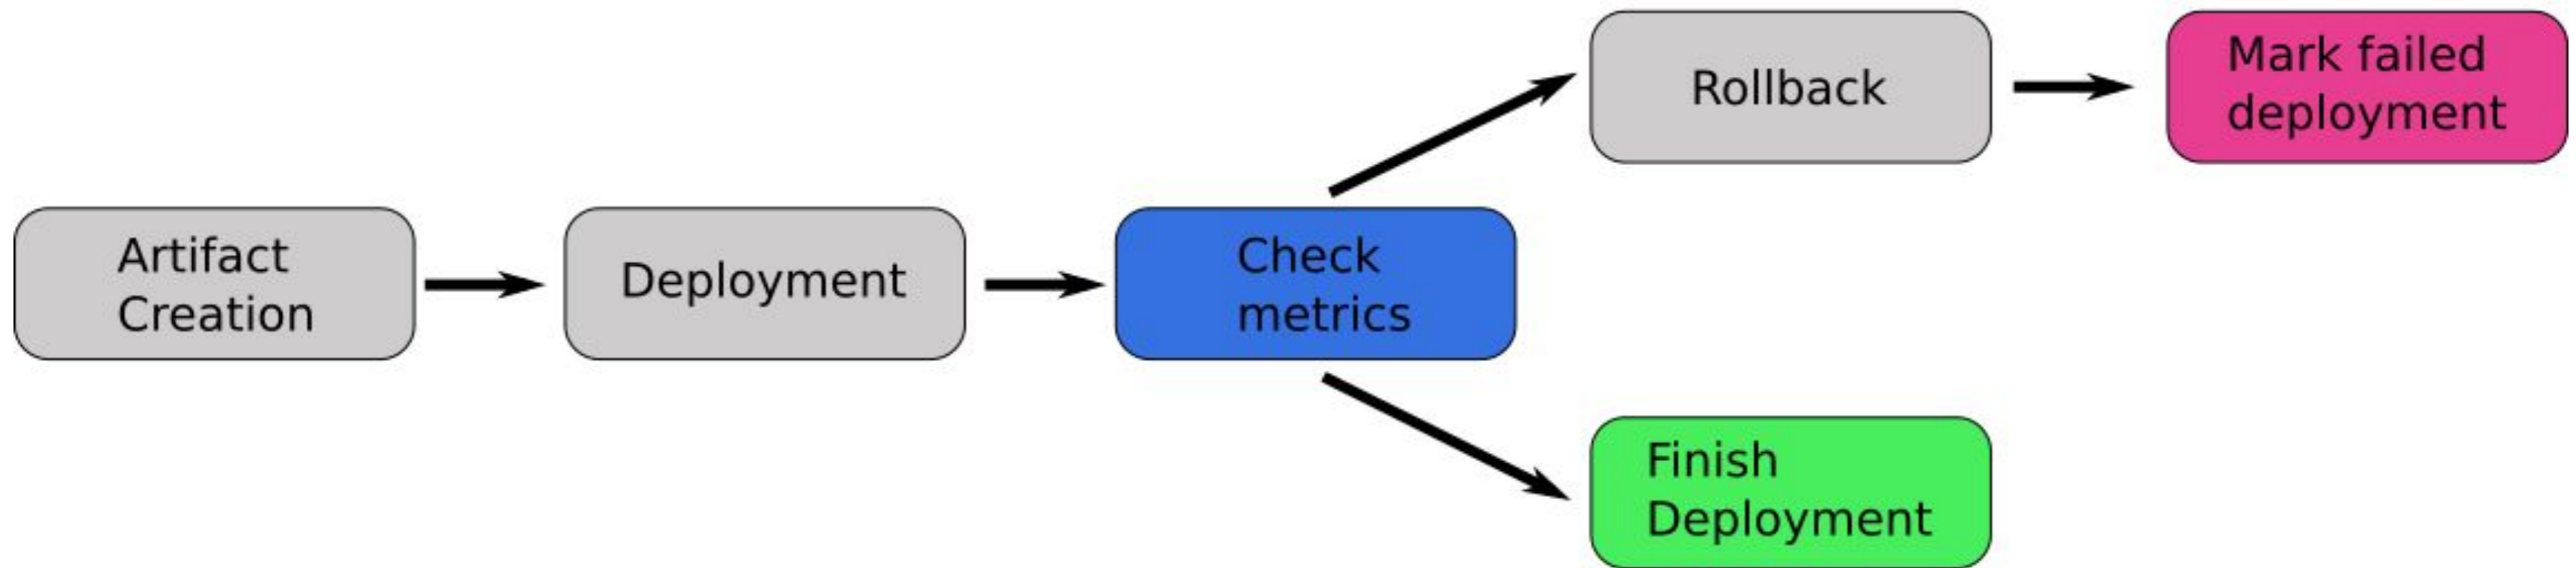 Artifact
Creation
Deployment
Check
metrics
Rollback
Mark failed
deployment
Finish
Deployment